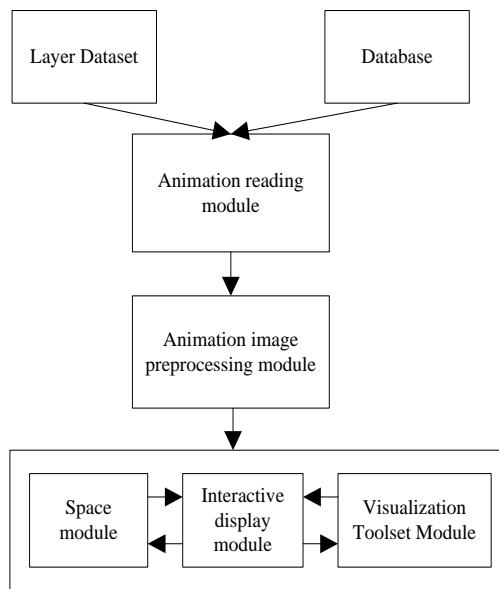 Layer Dataset
Database
Animation reading
module
Animation image
preprocessing module
Space
module
Interactive
display
module
Visualization
Toolset Module